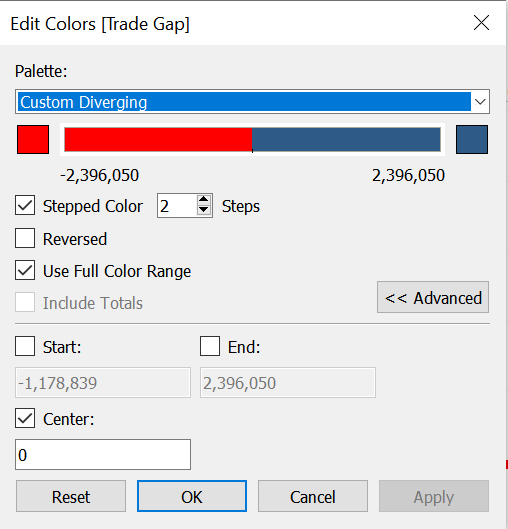 Edit Colors [Trade Gap]
Palette:
Custom Diverging
-2,396,050 2,396,050
Stepped Color 2 Steps
Reversed
Use Full Color Range
Include Totals << Advanced
Start: End:
-1,178,839 2,396,050
Center:
0
Reset OK Cancel Apply